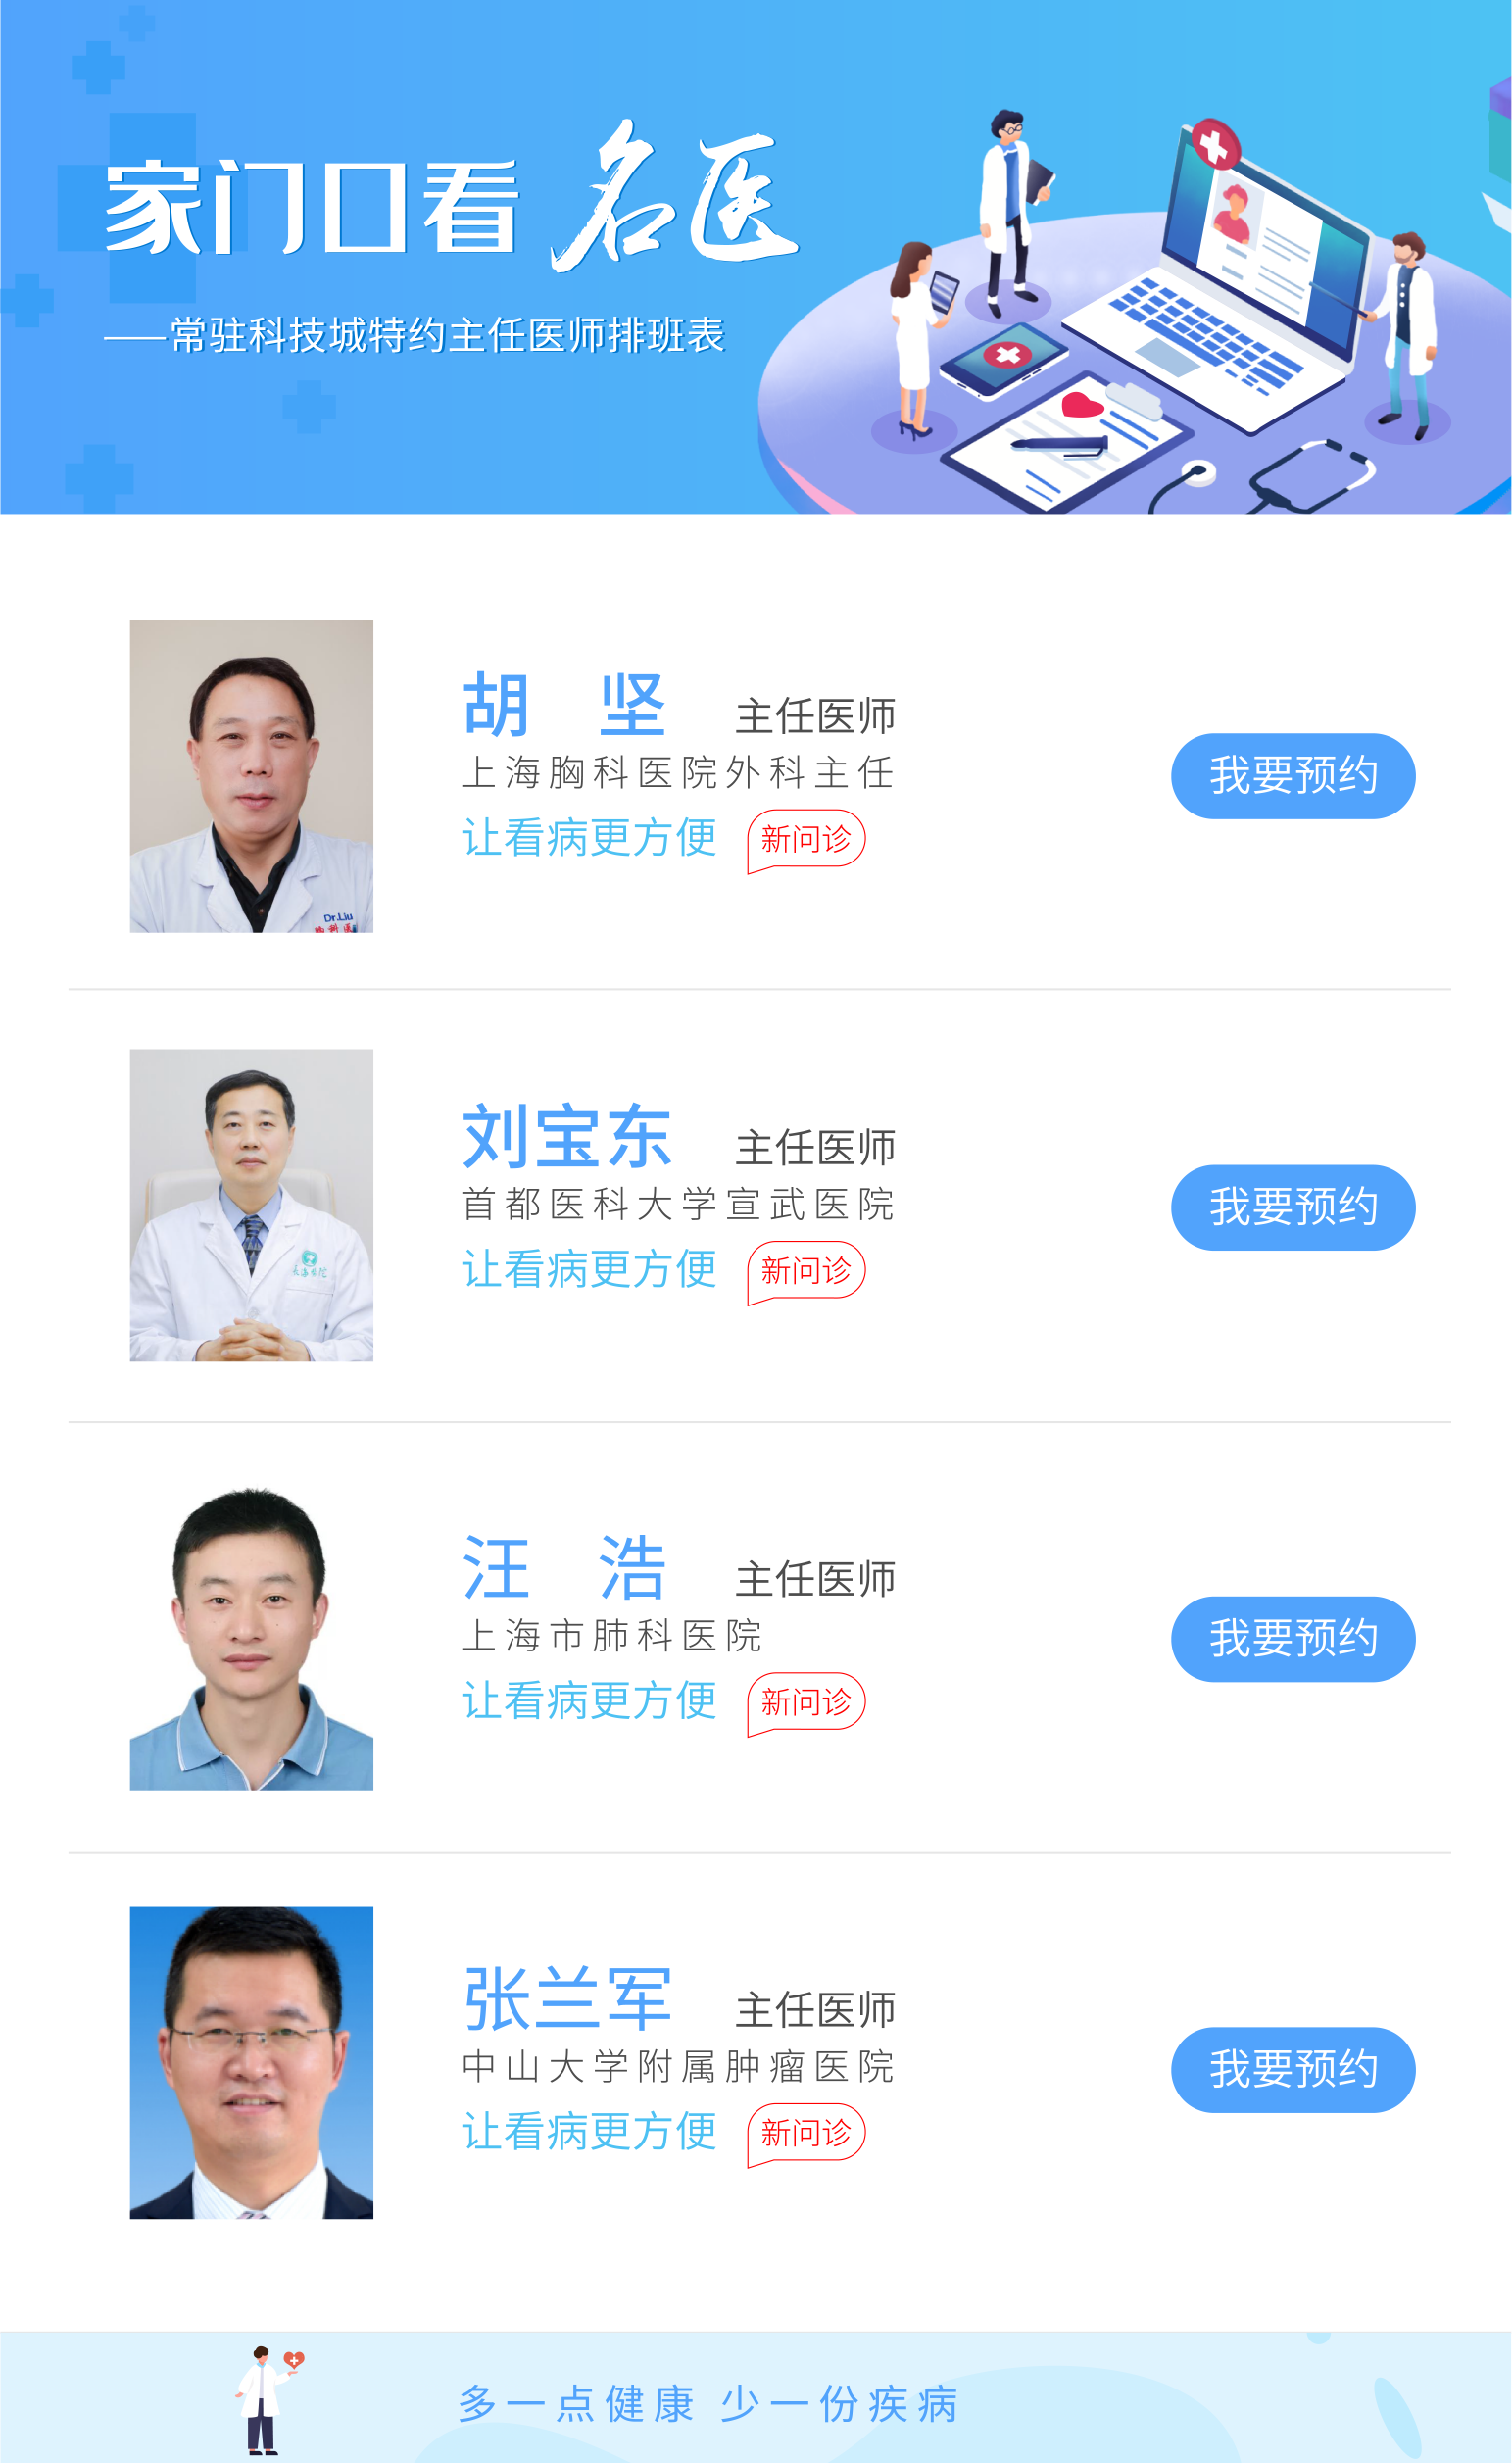 家门口看名医
——常驻科技城特约主任医师排班表
胡 坚 主任医师
上海胸科医院外科主任
让看病更方便 新问诊
我要预约
Dr.Liu
刘宝东 主任医师
首都医科大学宣武医院
让看病更方便 新问诊
我要预约
长海医院
汪 浩 主任医师
上海市肺科医院
让看病更方便 新问诊
我要预约
张兰军 主任医师
中山大学附属肿瘤医院
让看病更方便 新问诊
我要预约
多一点健康 少一份疾病